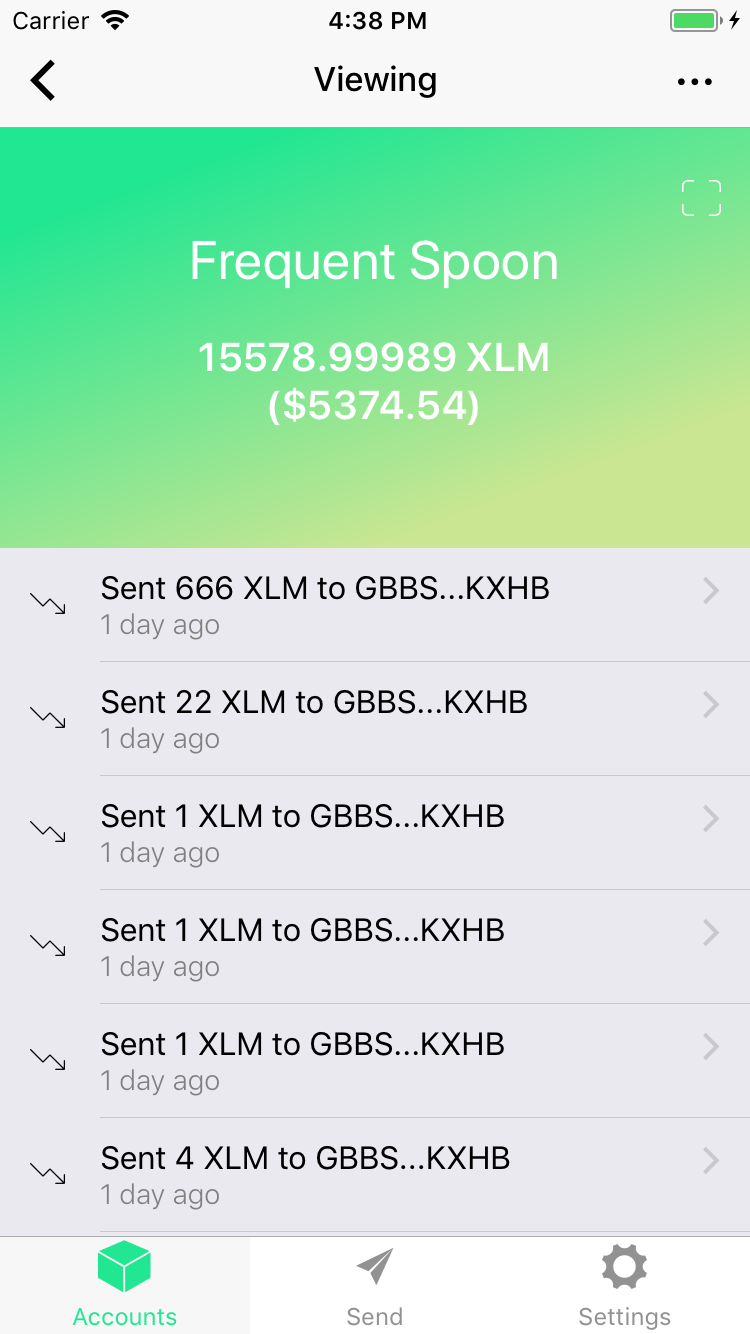 Carrier 4:38 PM
Viewing
Frequent Spoon
15578.99989 XLM
($5374.54)
Sent 666 XLM to GBBS...KXHB
1 day ago
Sent 22 XLM to GBBS...KXHB
1 day ago
Sent 1 XLM to GBBS...KXHB
1 day ago
Sent 1 XLM to GBBS...KXHB
1 day ago
Sent 1 XLM to GBBS...KXHB
1 day ago
Sent 4 XLM to GBBS...KXHB
1 day ago
Accounts Send Settings